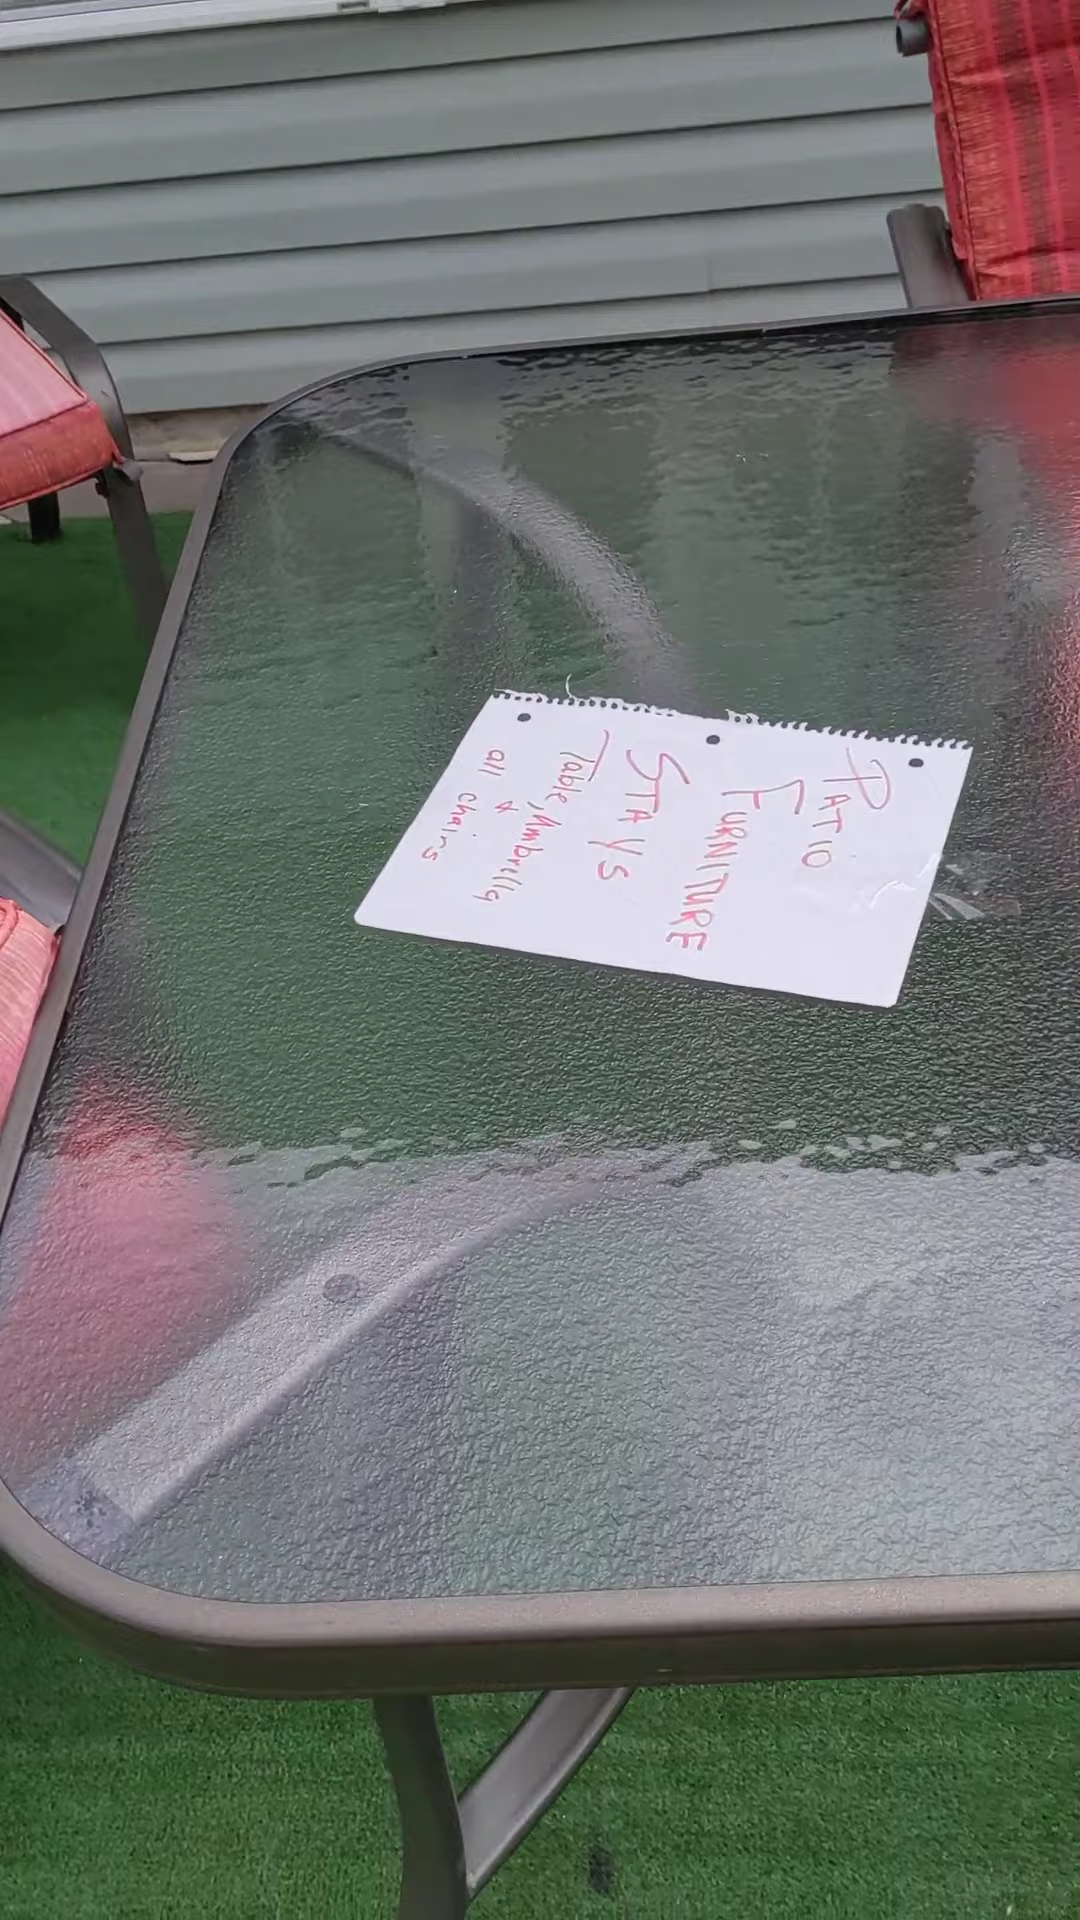 PATIO
FURNITURE
STAYS
Table, Umbrella
+
all chairs